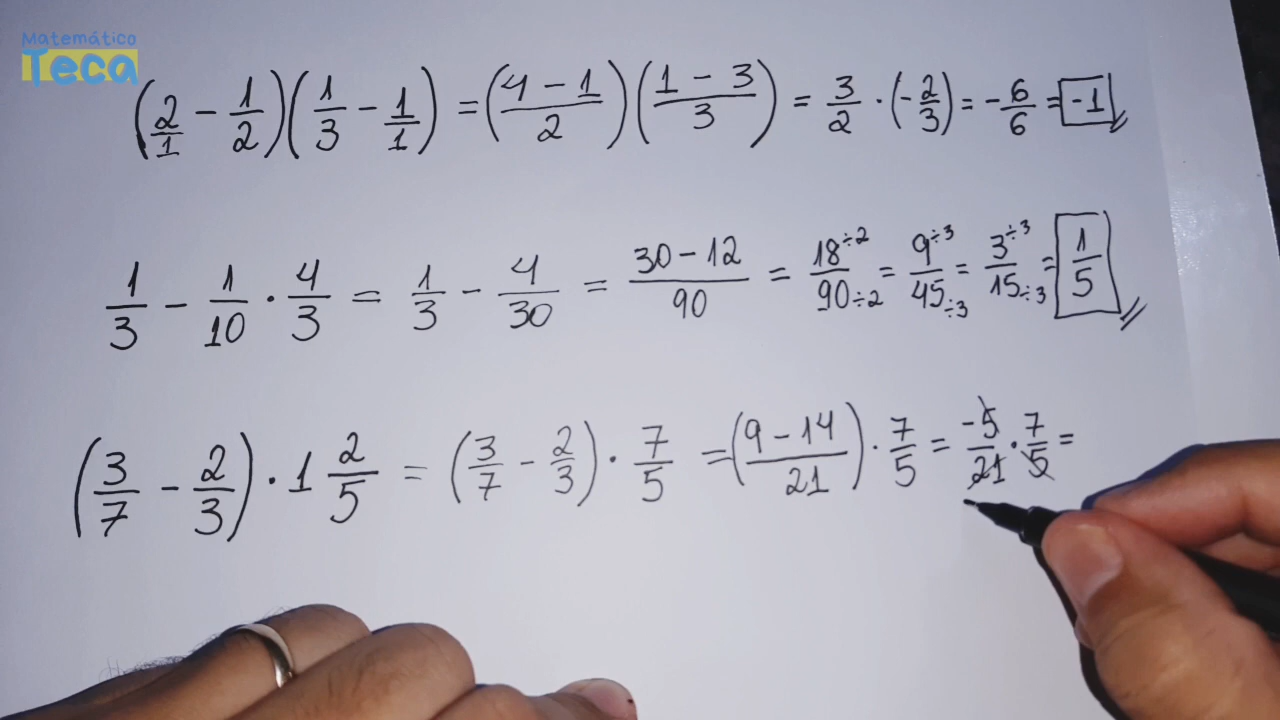 Matemático
Teca
(2/1 - 1/2)(1/3 - 1/1) = (4 - 1/2)(1 - 3/3) = 3/2 · (-2/3) = -6/6 = -1
1/3 - 1/10 · 4/3 = 1/3 - 4/30 = 30 - 12/90 = 18÷2/90÷2 = 9÷3/45÷3 = 3÷3/15÷3 = 1/5
(3/7 - 2/3) · 1 2/5 = (3/7 - 2/3) · 7/5 = (9 - 14/21) · 7/5 = -5/21 · 7/5 =